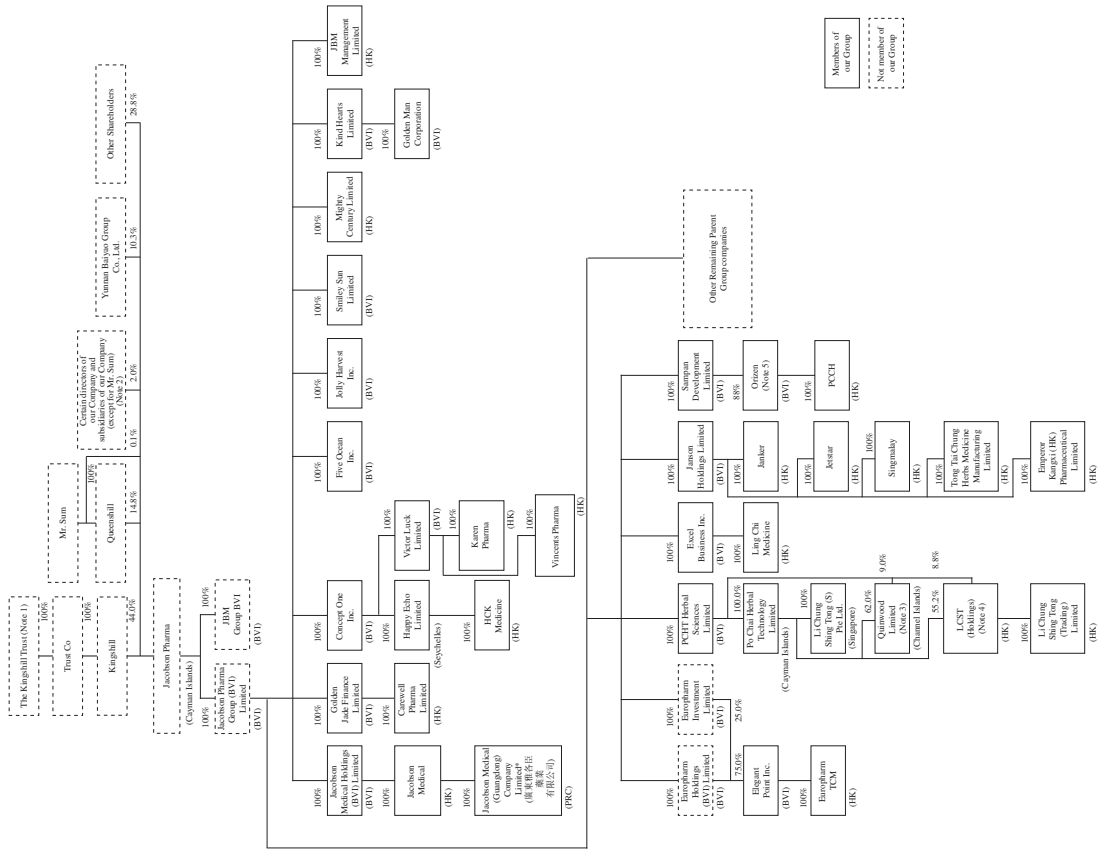 The Kingshill Trust (Note 1)
100%
Trust Co
100%
Kingshill
44.0%
Mr. Sum
100%
Queenshill
14.8%
0.1%
Certain directors of
our Company and
subsidiaries of our Company
(except for Mr. Sum)
(Note 2)
2.0%
Yunnan Baiyao Group
Co., Ltd.
10.3%
Other Shareholders
28.8%
Jacobson Pharma
(Cayman Islands)
100%
Jacobson Pharma
Group (BVI)
Limited
(BVI)
100%
JBM
Group BVI
(BVI)
100%
Jacobson
Medical Holdings
(BVI) Limited
(BVI)
100%
Jacobson
Medical
(HK)
100%
Jacobson Medical
(Guangdong)
Company
Limited*
(廣東雅各臣
藥業
有限公司)
(PRC)
100%
Golden
Jade Finance
Limited
(BVI)
100%
Carewell
Pharma
Limited
(HK)
100%
Concept One
Inc.
(BVI)
100%
Happy Echo
Limited
(Seychelles)
100%
HCK
Medicine
(HK)
100%
Victor Luck
Limited
(BVI)
100%
Karen
Pharma
(HK)
100%
Vincents Pharma
(HK)
100%
Five Ocean
Inc.
(BVI)
100%
Jolly Harvest
Inc.
(BVI)
100%
Smiley Sun
Limited
(BVI)
100%
Mighty
Century Limited
(HK)
100%
Kind Hearts
Limited
(BVI)
100%
Golden Man
Corporation
(BVI)
100%
JBM
Management
Limited
(HK)
100%
Europharm
Holdings
(BVI) Limited
(BVI)
75.0%
Elegant
Point Inc.
(BVI)
100%
Europharm
TCM
(HK)
100%
Europharm
Investment
Limited
(BVI)
25.0%
100%
PCHT Herbal
Sciences
Limited
(BVI)
100.0%
Po Chai Herbal
Technology
Limited
(Cayman Islands)
100%
Li Chung
Shing Tong (S)
Pte Ltd.
(Singapore)
62.0%
9.0%
Quinwood
Limited
(Note 3)
(Channel Islands)
55.2%
8.8%
LCST
(Holdings)
(Note 4)
(HK)
100%
Li Chung
Shing Tong
(Trading)
Limited
(HK)
100%
Excel
Business Inc.
(BVI)
100%
Ling Chi
Medicine
(HK)
100%
Janson
Holdings Limited
(BVI)
100%
Janker
(HK)
100%
Jetstar
(HK)
100%
Singmalay
(HK)
100%
Tong Tai Chung
Herbs Medicine
Manufacturing
Limited
(HK)
100%
Emperor
Kangxi (HK)
Pharmaceutical
Limited
(HK)
100%
Sampan
Development
Limited
(BVI)
88%
Orizen
(Note 5)
(BVI)
100%
PCCH
(HK)
Other Remaining Parent
Group companies
Members of
our Group
Not member of
our Group